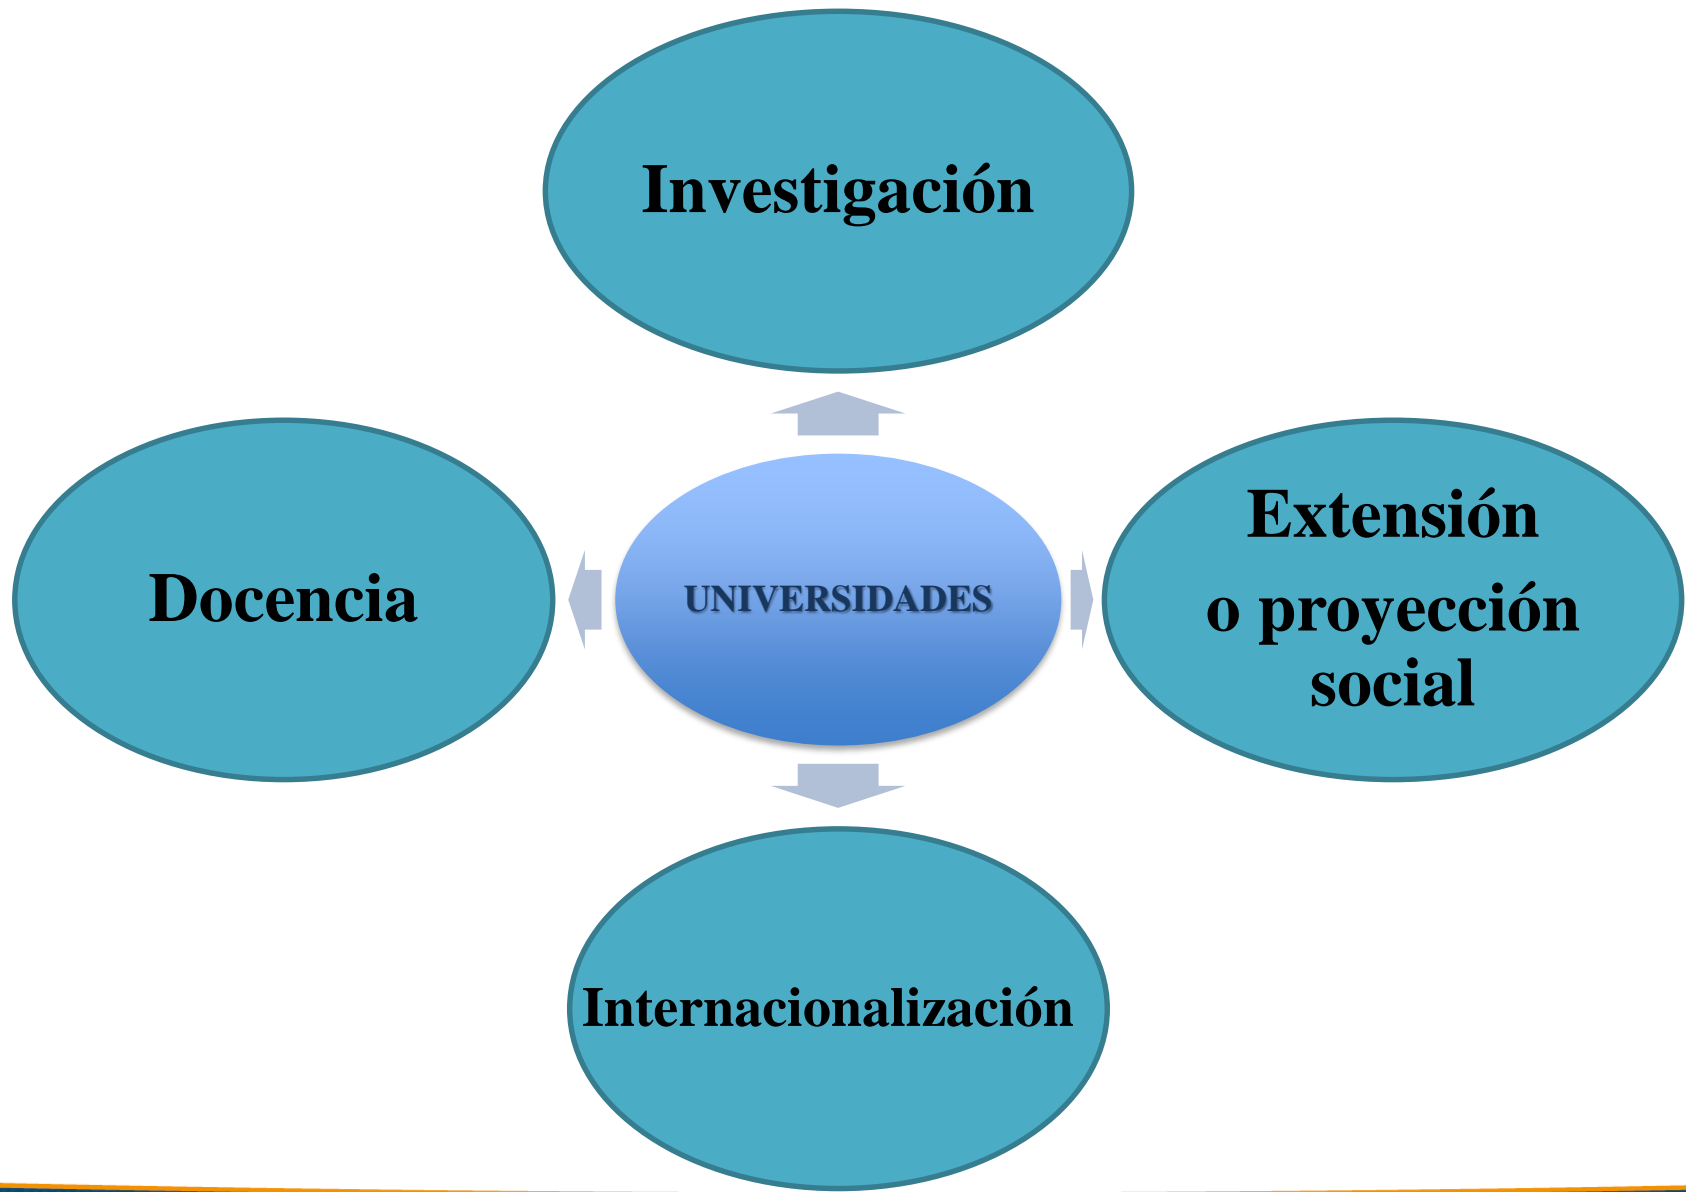 Investigación
Docencia
UNIVERSIDADES
Extensión
o proyección
social
Internacionalización